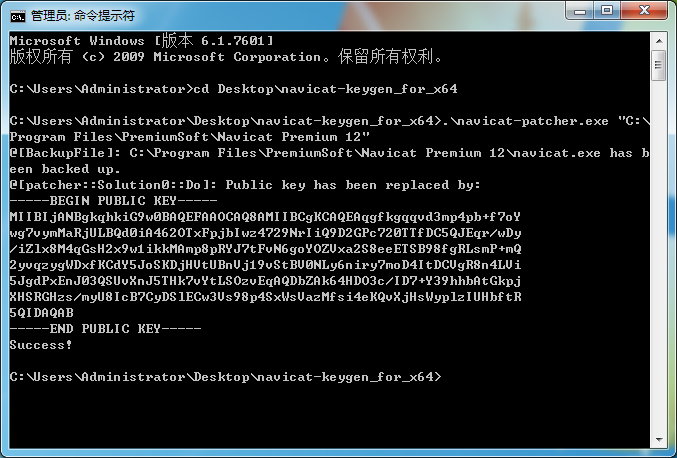 管理员: 命令提示符
Microsoft Windows [版本 6.1.7601]
版权所有 (c) 2009 Microsoft Corporation。保留所有权利。
C:\Users\Administrator>cd Desktop\navicat-keygen_for_x64
C:\Users\Administrator\Desktop\navicat-keygen_for_x64>.\navicat-patcher.exe "C:\
Program Files\PremiumSoft\Navicat Premium 12"
@[BackupFile]: C:\Program Files\PremiumSoft\Navicat Premium 12\navicat.exe has b
een backed up.
@[patcher::Solution0::Do]: Public key has been replaced by:
-----BEGIN PUBLIC KEY-----
MIIBIjANBgkqhkiG9w0BAQEFAAOCAQ8AMIIBCgKCAQEAqgfkgqqvd3mp4pb+f7oY
wg7vymMaRjULBQd0iA462OTxFpjbIwz4729NrIiQ9D2GPc720TTfDC5QJEqr/wDy
/iZlx8M4qGsH2x9w1ikkMAmp8pRYJ7tFvN6goYOZVxa2S8eeETSB98fgRLsmP+mQ
2yvqzygWDxfKCdY5JoSKDjHVtUBnVj19vStBV0NLy6niry7moD4ItDCVgR8n4LVi
5JgdPxEnJ03QSUvXnJ5THk7vYtLSOzvEqAQDbZAk64HDO3c/ID7+Y39hhbAtGkpj
XHSRGHzs/myU8IcB7CyDSlECw3Vs98p4SxWsVazMfsi4eKQvXjHsWyplzIUHbftR
5QIDAQAB
-----END PUBLIC KEY-----
Success!
C:\Users\Administrator\Desktop\navicat-keygen_for_x64>